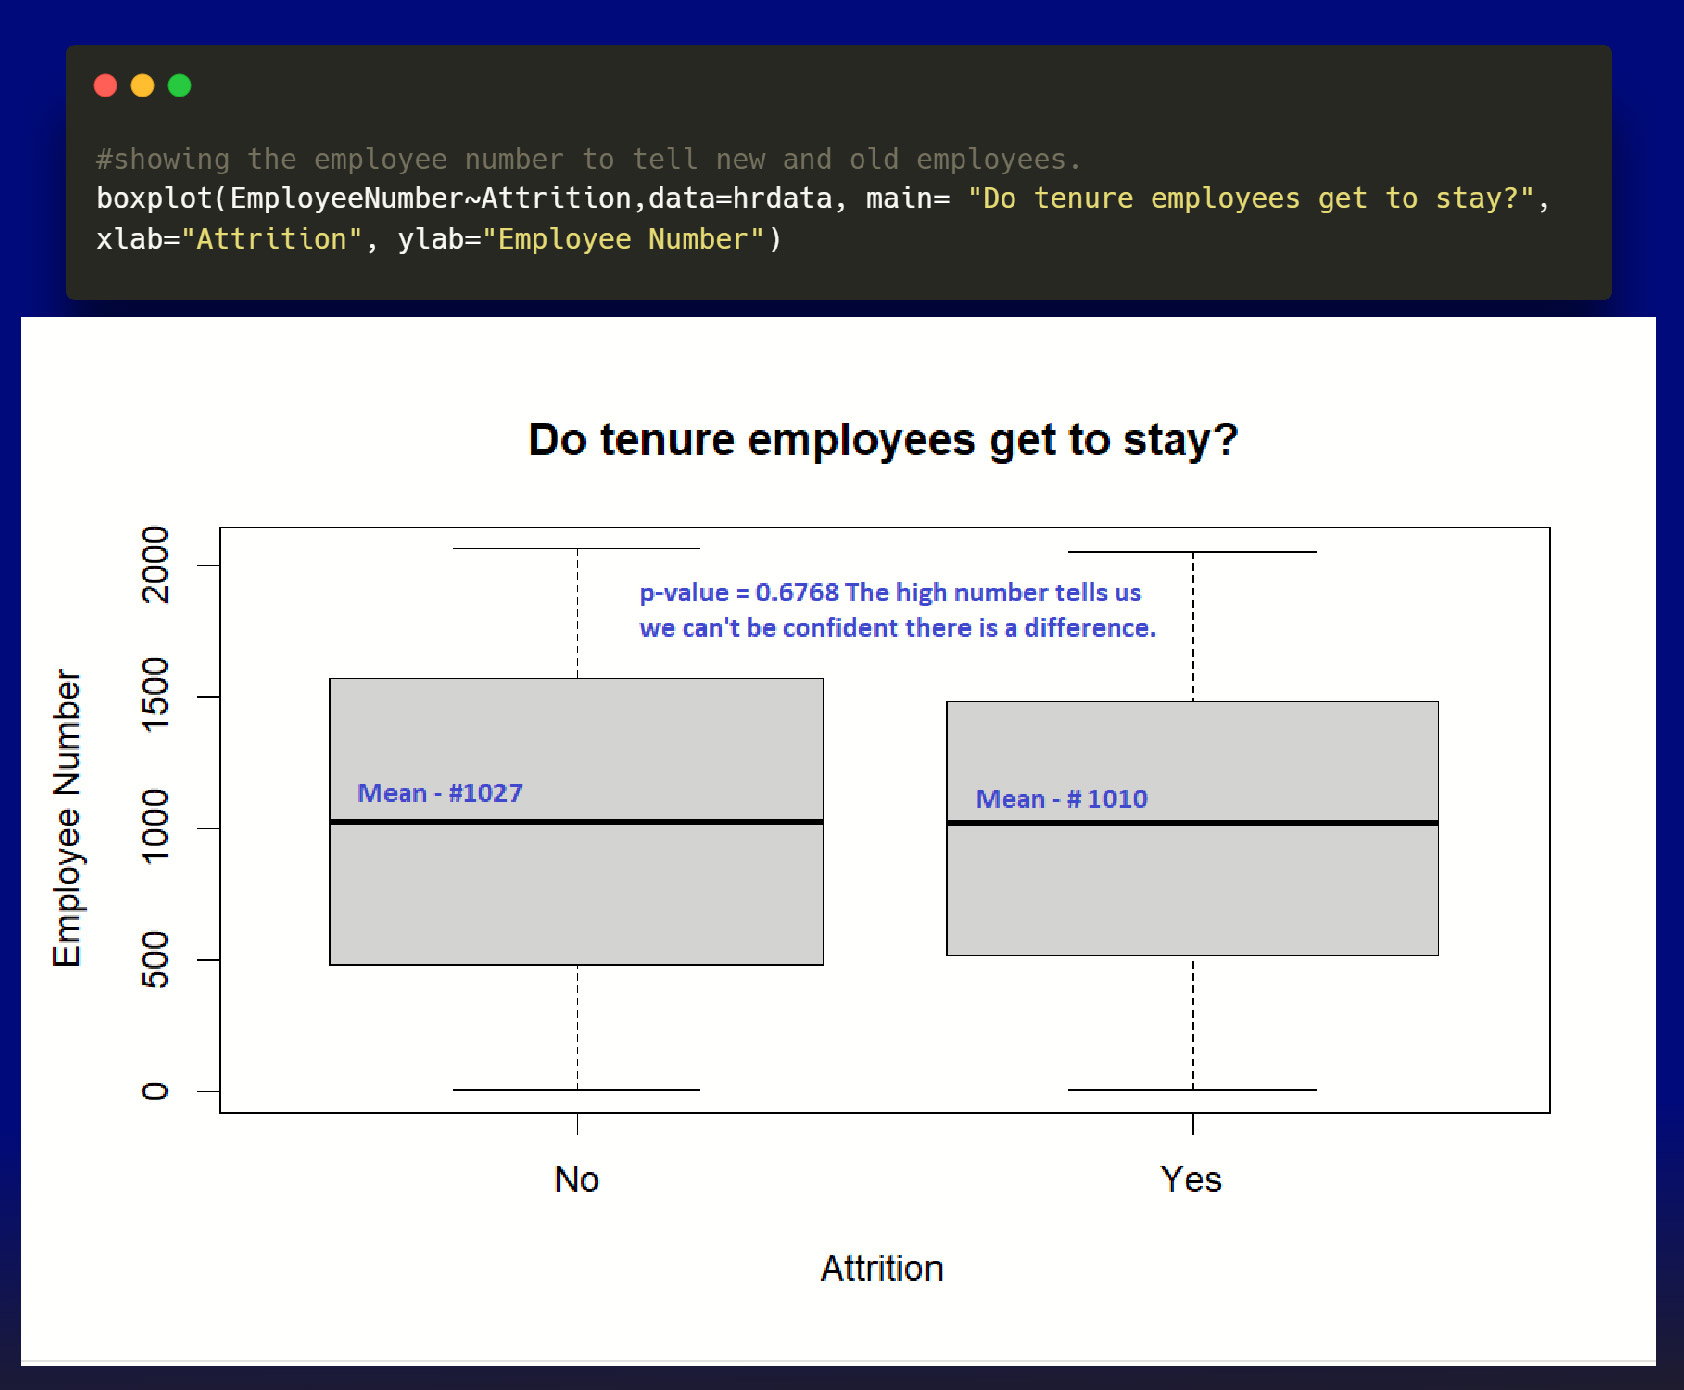 #showing the employee number to tell new and old employees.
boxplot(EmployeeNumber~Attrition,data=hrdata, main= "Do tenure employees get to stay?",
xlab="Attrition", ylab="Employee Number")
Do tenure employees get to stay?
Employee Number
2000
1500
1000
500
0
p-value = 0.6768 The high number tells us
we can't be confident there is a difference.
Mean - #1027
Mean - # 1010
No
Yes
Attrition